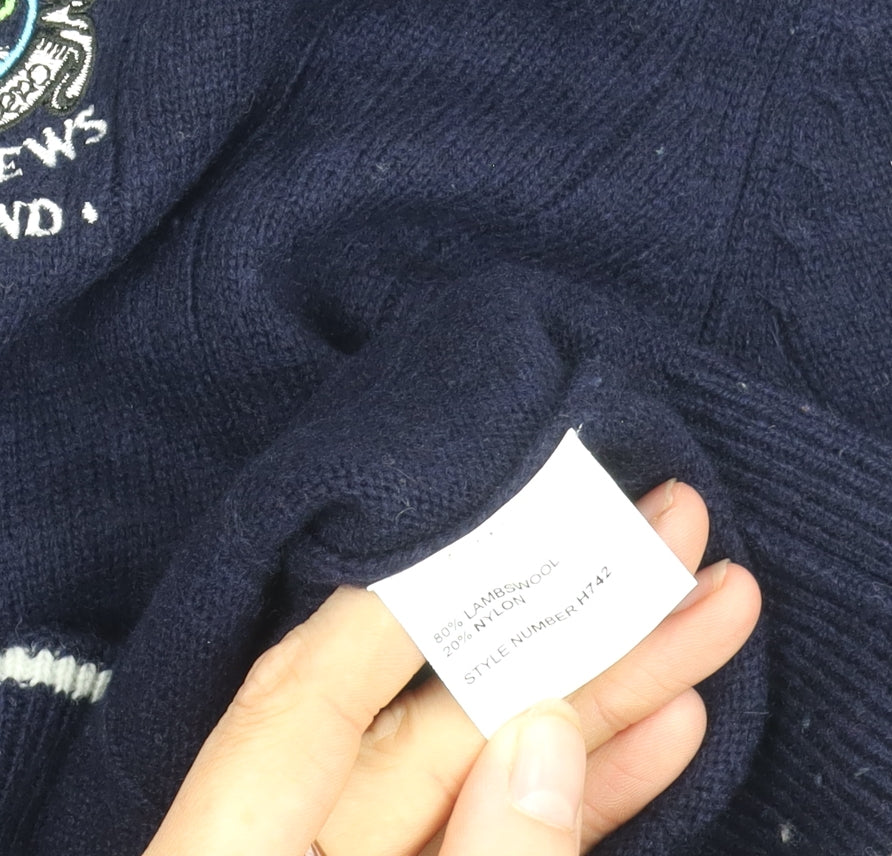 EWS
ND .
80% LAMBSWOOL
20% NYLON
STYLE NUMBER H742